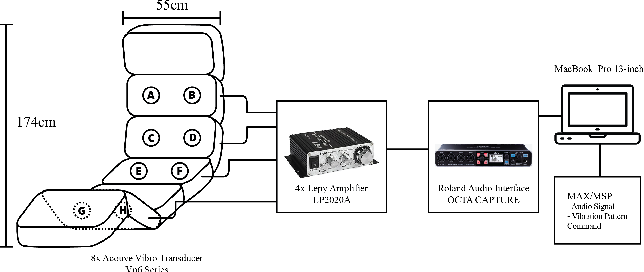 55cm
174cm
A
B
C
D
E
F
G
H
MacBook Pro 13-inch
4x Lepy Amplifier
LP2020A
Roland Audio Interface
OCTA CAPTURE
MAX/MSP
- Audio Signal
- Vibration Pattern
Command
8x Acouve Vibro Transducer
Vp6 Series